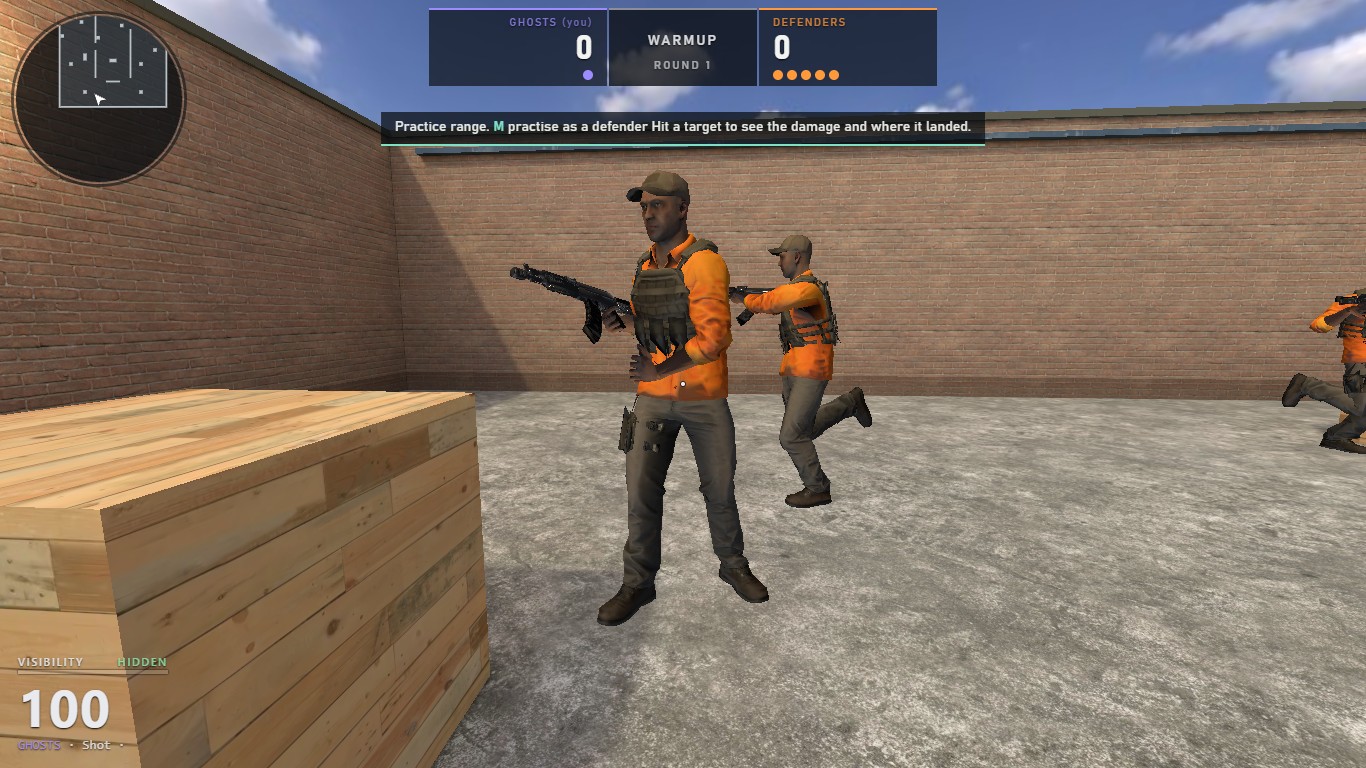 GHOSTS (you)
0
WARMUP
ROUND 1
DEFENDERS
0
Practice range. M practise as a defender Hit a target to see the damage and where it landed.
VISIBILITY HIDDEN
100
GHOSTS · Shot ·